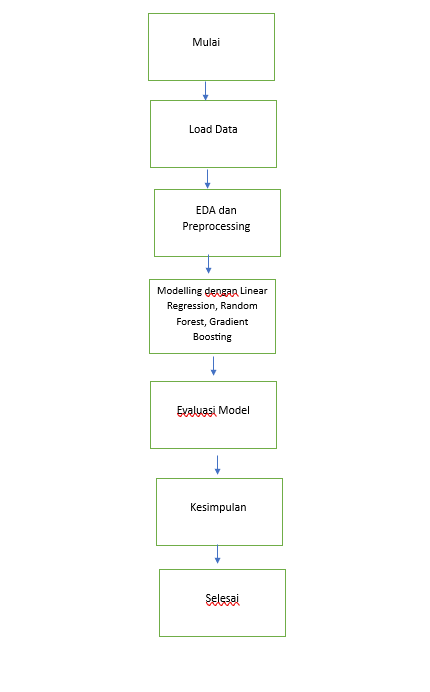 Mulai
Load Data
EDA dan
Preprocessing
Modelling dengan Linear
Regression, Random
Forest, Gradient
Boosting
Evaluasi Model
Kesimpulan
Selesai